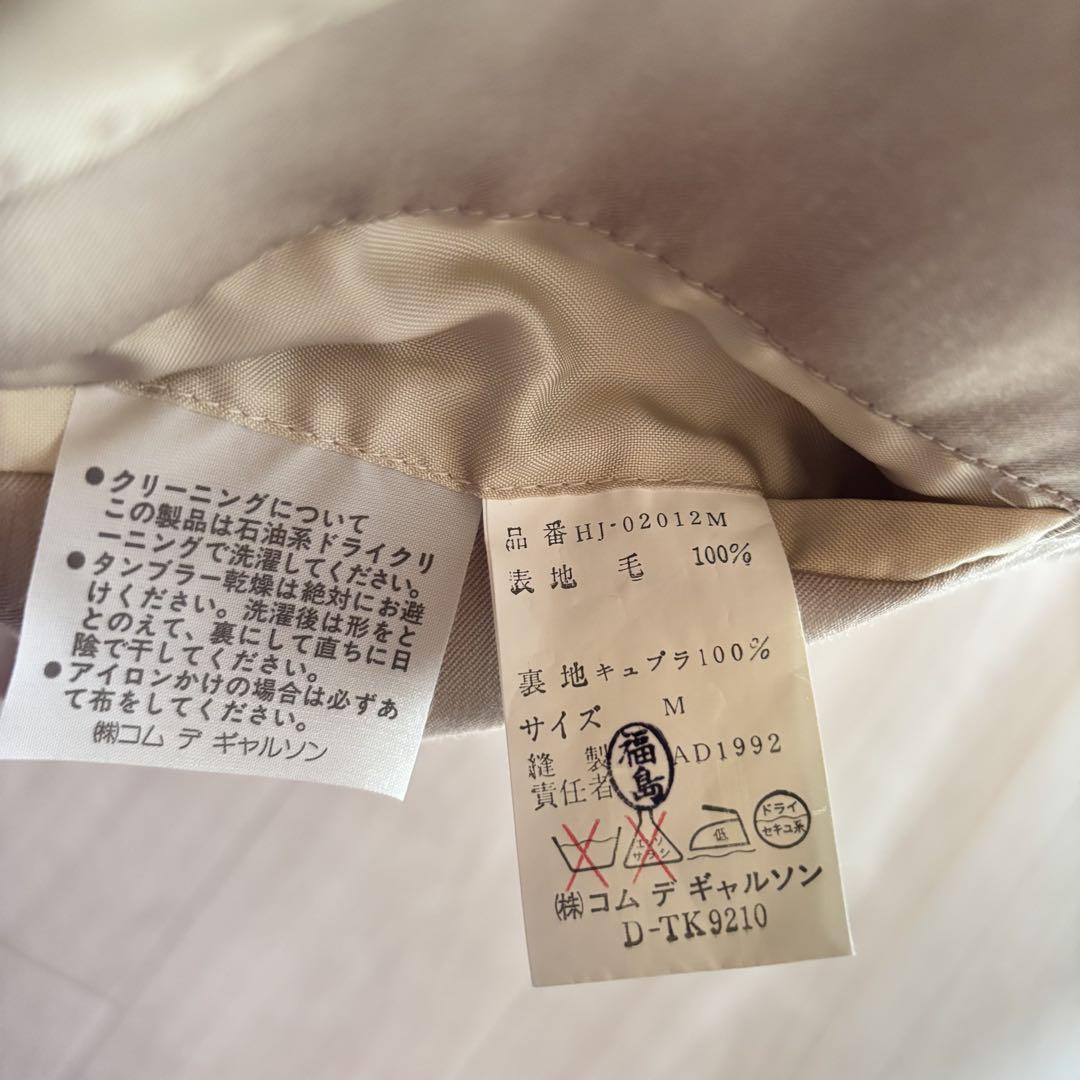 ●クリーニングについて
この製品は石油系ドライクリ
ーニングで洗濯してください。
●タンブラー乾燥は絶対にお避
けください。洗濯後は形をと
とのえて、裏にして直ちに日
陰で干してください。
●アイロンかけの場合は必ずあ
て布をしてください。
㈱コム デ ギャルソン
品番HJ-02012M
表地 毛 100%
裏地キュプラ100%
サイズ M
縫製 AD1992
責任者
福島
エンソ
サラシ
低
ドライ
セキユ系
㈱コム デ ギャルソン
D-TK9210